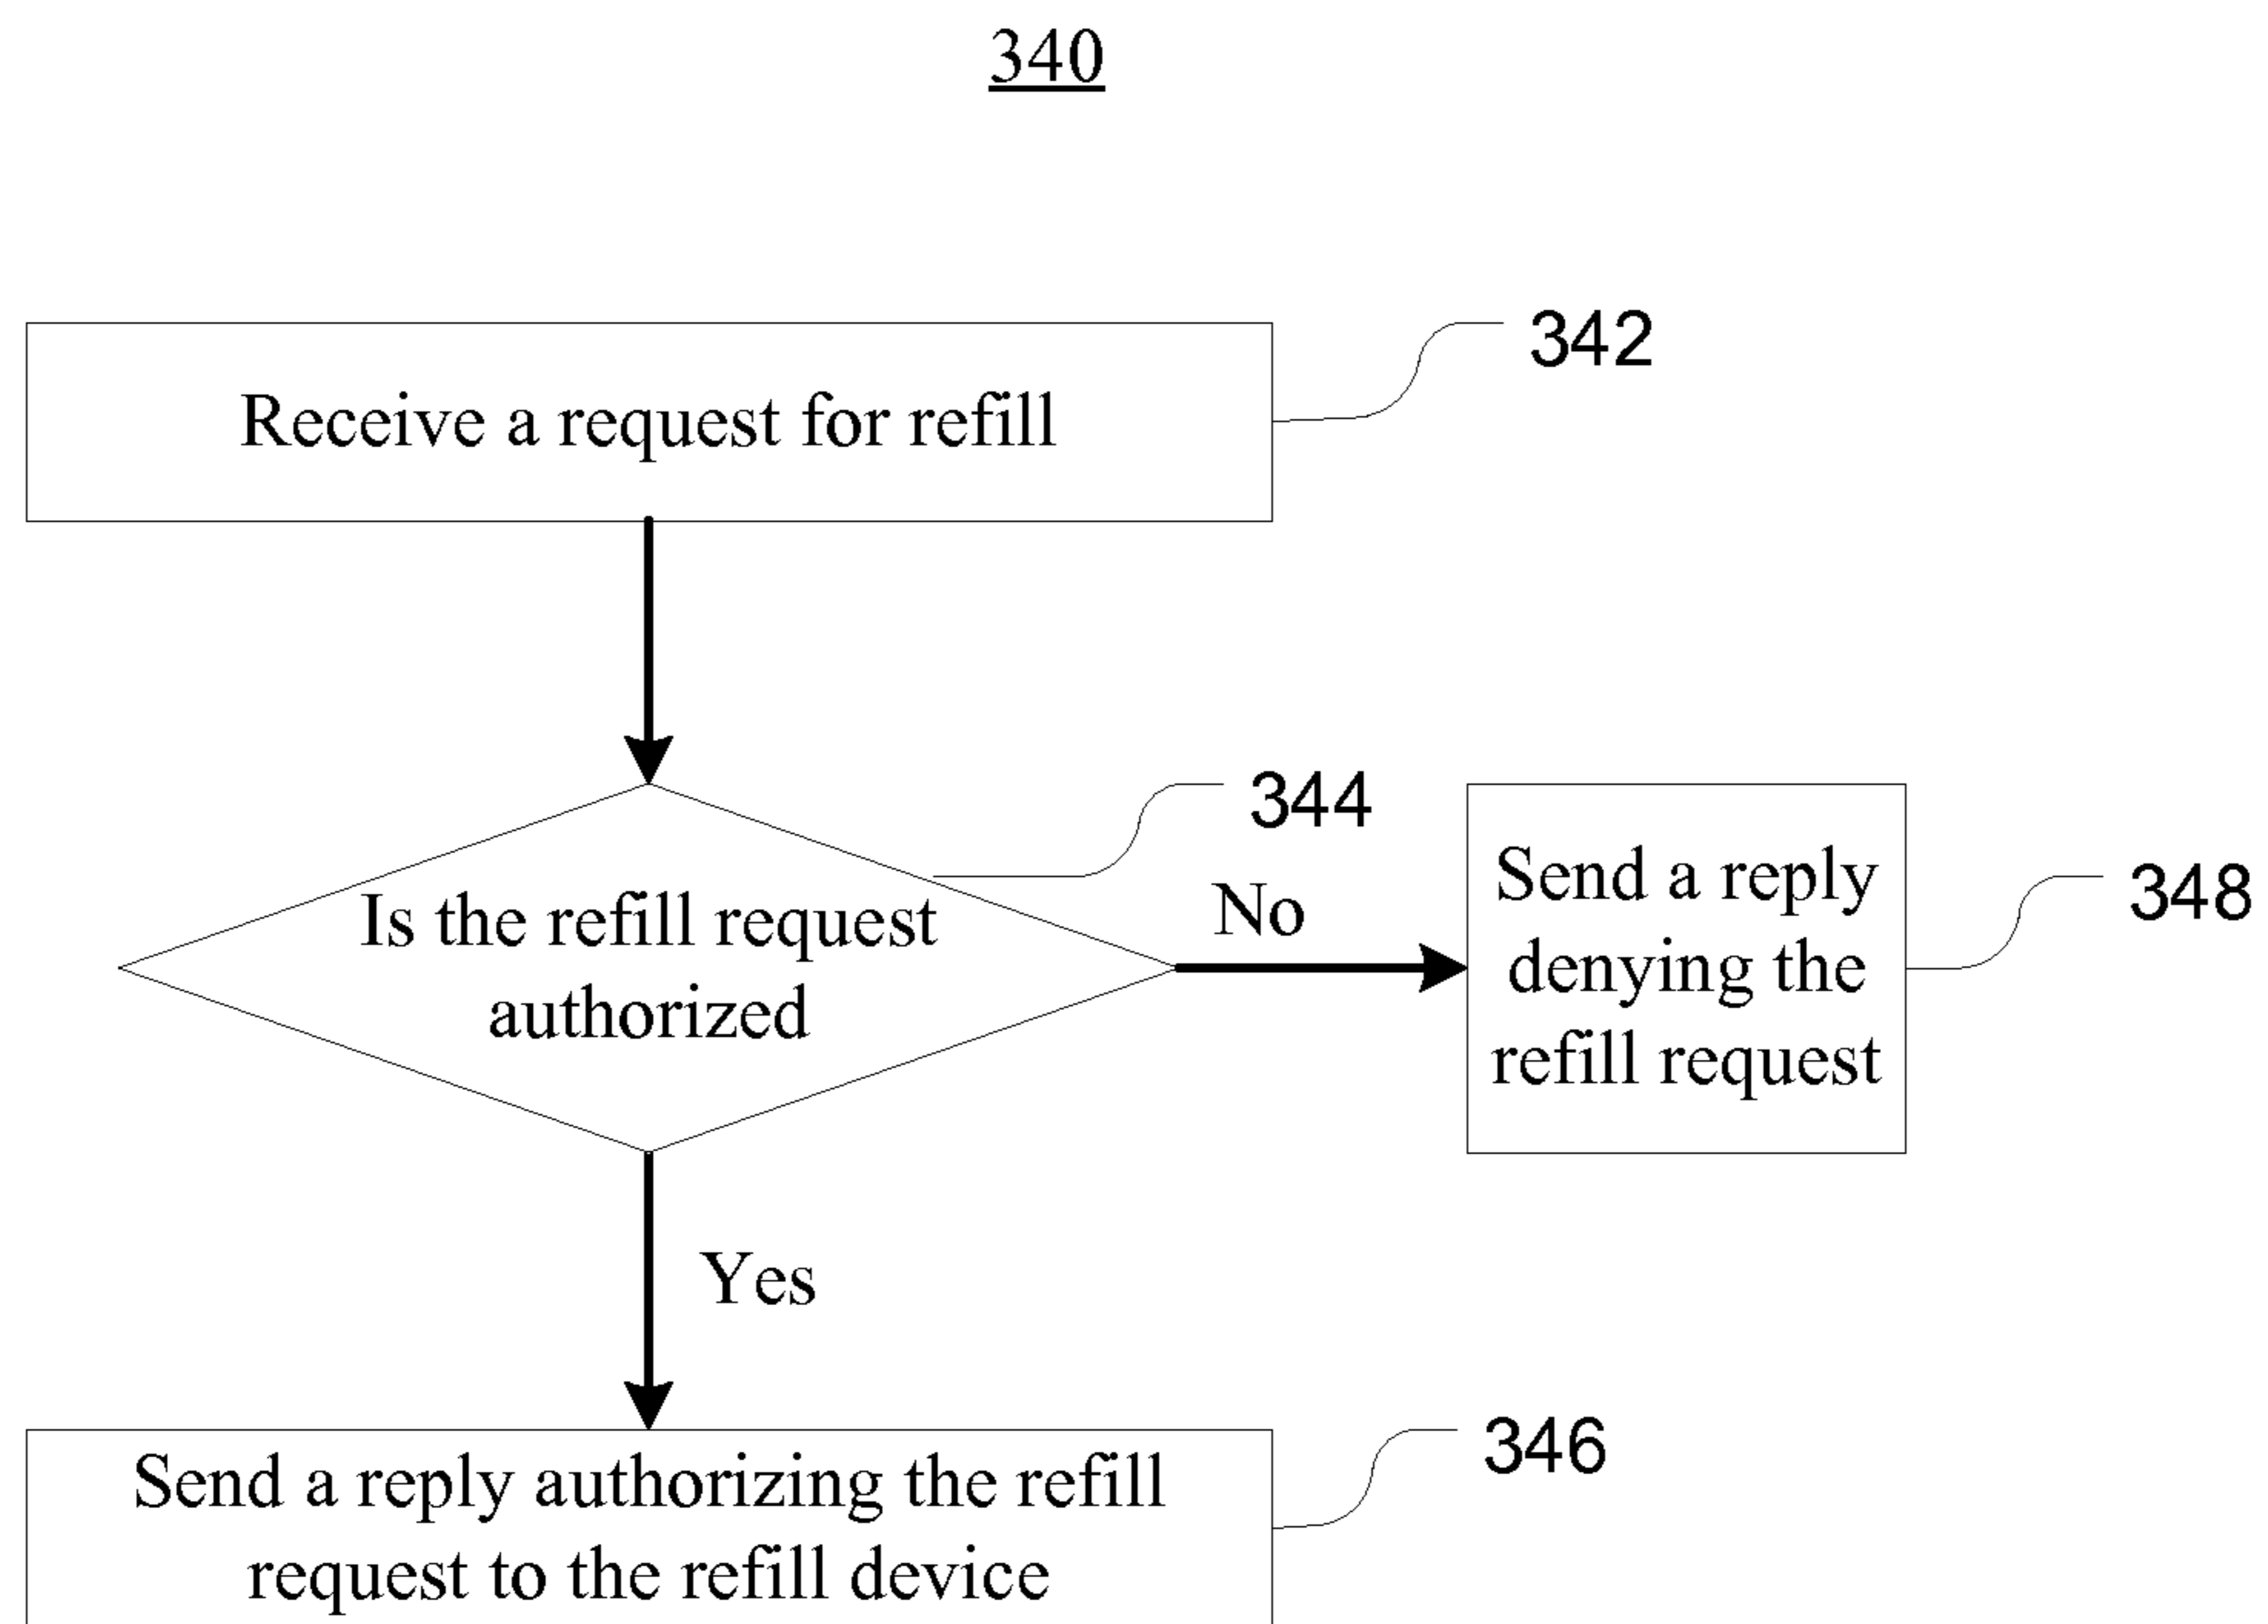 340
342
Receive a request for refill
344
Is the refill request
authorized
No
Send a reply
denying the
refill request
348
Yes
346
Send a reply authorizing the refill
request to the refill device